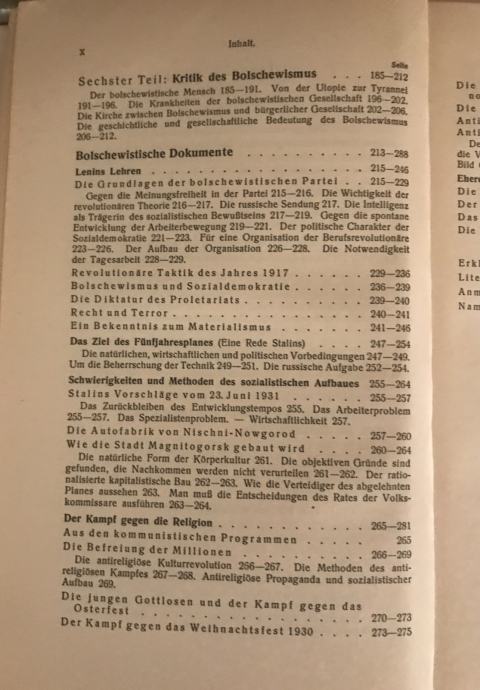 X
Inhalt.
Seite
Sechster Teil: Kritik des Bolschewismus . . . 185—212
Der bolschewistische Mensch 185—191. Von der Utopie zur Tyrannei
191—196. Die Krankheiten der bolschewistischen Gesellschaft 196—202.
Die Kirche zwischen Bolschewismus und bürgerlicher Gesellschaft 202—206.
Die geschichtliche und gesellschaftliche Bedeutung des Bolschewismus
206—212.
Bolschewistische Dokumente . . . . . . . . . . 213—288
Lenins Lehren . . . . . . . . . . . . . . . . 215—246
Die Grundlagen der bolschewistischen Partei . . 215—229
Gegen die Meinungsfreiheit in der Partei 215—216. Die Wichtigkeit der
revolutionären Theorie 216—217. Die russische Sendung 217. Die Intelligenz
als Trägerin des sozialistischen Bewußtseins 217—219. Gegen die spontane
Entwicklung der Arbeiterbewegung 219—221. Der politische Charakter der
Sozialdemokratie 221—223. Für eine Organisation der Berufsrevolutionäre
223—226. Der Aufbau der Organisation 226—228. Die Notwendigkeit
der Tagesarbeit 228—229.
Revolutionäre Taktik des Jahres 1917 . . . . . . 229—236
Bolschewismus und Sozialdemokratie . . . . . . 236—239
Die Diktatur des Proletariats . . . . . . . . . . 239—240
Recht und Terror . . . . . . . . . . . . . . . . 240—241
Ein Bekenntnis zum Materialismus . . . . . . . 241—246
Das Ziel des Fünfjahresplanes (Eine Rede Stalins) . . . . 247—254
Die natürlichen, wirtschaftlichen und politischen Vorbedingungen 247—249.
Um die Beherrschung der Technik 249—251. Die russische Aufgabe 252—254.
Schwierigkeiten und Methoden des sozialistischen Aufbaues 255—264
Stalins Vorschläge vom 23. Juni 1931 . . . . . . 255—257
Das Zurückbleiben des Entwicklungstempos 255. Das Arbeiterproblem
255—257. Das Spezialistenproblem. — Wirtschaftlichkeit 257.
Die Autofabrik von Nischni-Nowgorod . . . . . 257—260
Wie die Stadt Magnitogorsk gebaut wird . . . . 260—264
Die natürliche Form der Körperkultur 261. Die objektiven Gründe sind
gefunden, die Nachkommen werden nicht verurteilen 261—262. Der ratio-
nalisierte kapitalistische Bau 262—263. Wie die Verteidiger des abgelehnten
Planes aussehen 263. Man muß die Entscheidungen des Rates der Volks-
kommissare ausführen 263—264.
Der Kampf gegen die Religion . . . . . . . . . . 265—281
Aus den kommunistischen Programmen . . . . . 265
Die Befreiung der Millionen . . . . . . . . . . 266—269
Die antireligiöse Kulturrevolution 266—267. Die Methoden des anti-
religiösen Kampfes 267—268. Antireligiöse Propaganda und sozialistischer
Aufbau 269.
Die jungen Gottlosen und der Kampf gegen das
Osterfest . . . . . . . . . . . . . . . . . 270—273
Der Kampf gegen das Weihnachtsfest 1930 . . . . 273—275
Die
no
Die
Anti
Anti
De
die V
Bild
Ehere
Die
Der
Das
Die
Erkl
Lite
Anm
Nam